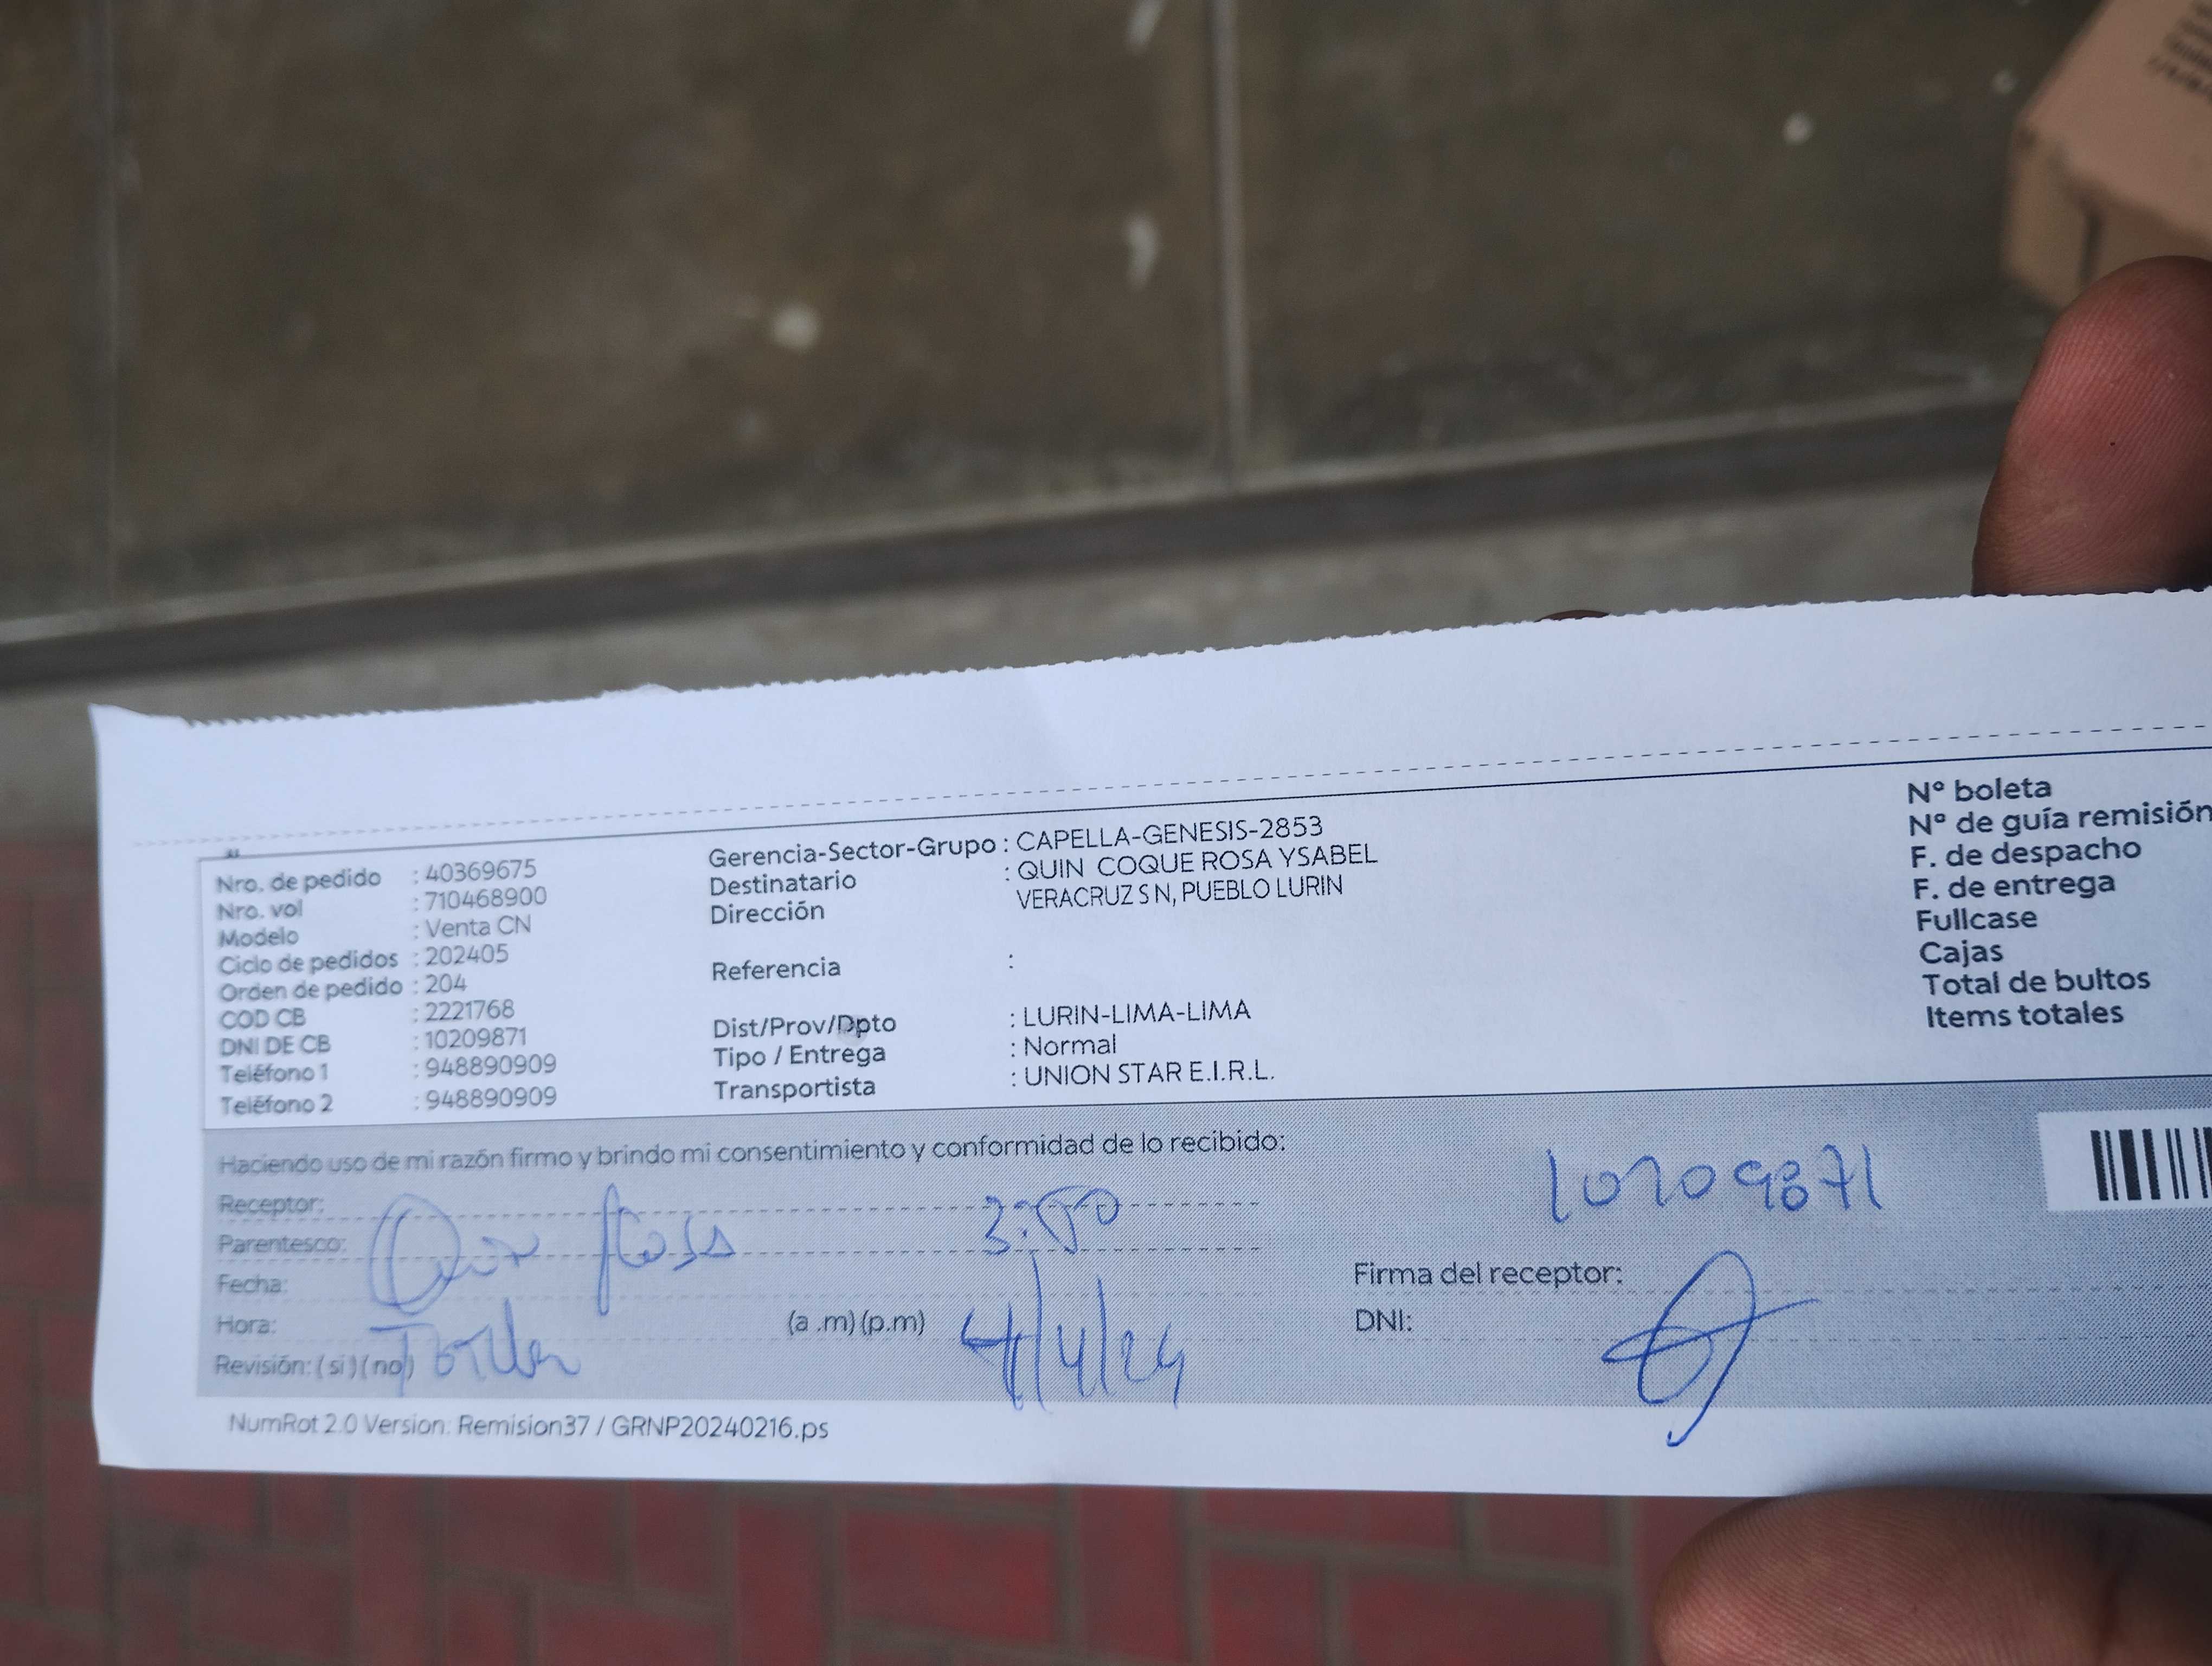 Nro. de pedido : 40369675
Nro. vol : 710468900
Modelo : Venta CN
Ciclo de pedidos : 202405
Orden de pedido : 204
COD CB : 2221768
DNI DE CB : 10209871
Teléfono 1 : 948890909
Teléfono 2 : 948890909
Gerencia-Sector-Grupo : CAPELLA-GENESIS-2853
Destinatario : QUIN COQUE ROSA YSABEL
Dirección VERACRUZ S N, PUEBLO LURIN
Referencia :
Dist/Prov/Dpto : LURIN-LIMA-LIMA
Tipo / Entrega : Normal
Transportista : UNION STAR E.I.R.L.
N° boleta
N° de guía remisión
F. de despacho
F. de entrega
Fullcase
Cajas
Total de bultos
Items totales
Haciendo uso de mi razón firmo y brindo mi consentimiento y conformidad de lo recibido:
10209871
Receptor: 3:50
Parentesco: Quin Rosa
Fecha:
Firma del receptor:
Hora: (a .m) (p.m) 4/4/24
DNI:
Revisión: ( si ) ( no)
NumRot 2.0 Version: Remision37 / GRNP20240216.ps